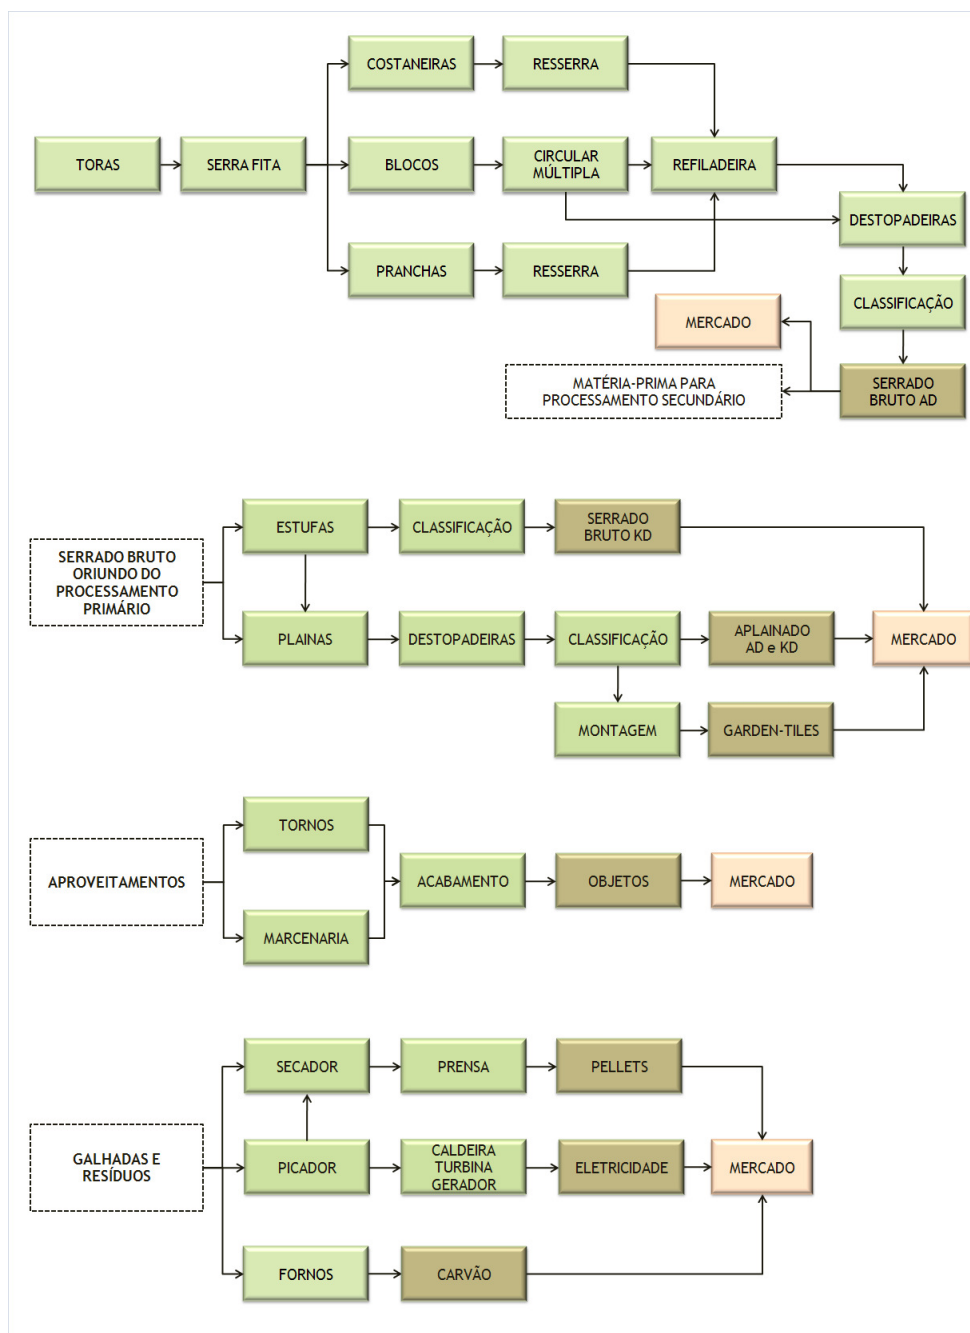 COSTANEIRAS
RESSERRA
TORAS
SERRA FITA
BLOCOS
CIRCULAR
MÚLTIPLA
REFILADEIRA
DESTOPADEIRAS
PRANCHAS
RESSERRA
CLASSIFICAÇÃO
MERCADO
MATÉRIA-PRIMA PARA
PROCESSAMENTO SECUNDÁRIO
SERRADO
BRUTO AD
SERRADO BRUTO
ORIUNDO DO
PROCESSAMENTO
PRIMÁRIO
ESTUFAS
CLASSIFICAÇÃO
SERRADO
BRUTO KD
PLAINAS
DESTOPADEIRAS
CLASSIFICAÇÃO
APLAINADO
AD e KD
MERCADO
MONTAGEM
GARDEN-TILES
APROVEITAMENTOS
TORNOS
MARCENARIA
ACABAMENTO
OBJETOS
MERCADO
GALHADAS E
RESÍDUOS
SECADOR
PRENSA
PELLETS
PICADOR
CALDEIRA
TURBINA
GERADOR
ELETRICIDADE
MERCADO
FORNOS
CARVÃO